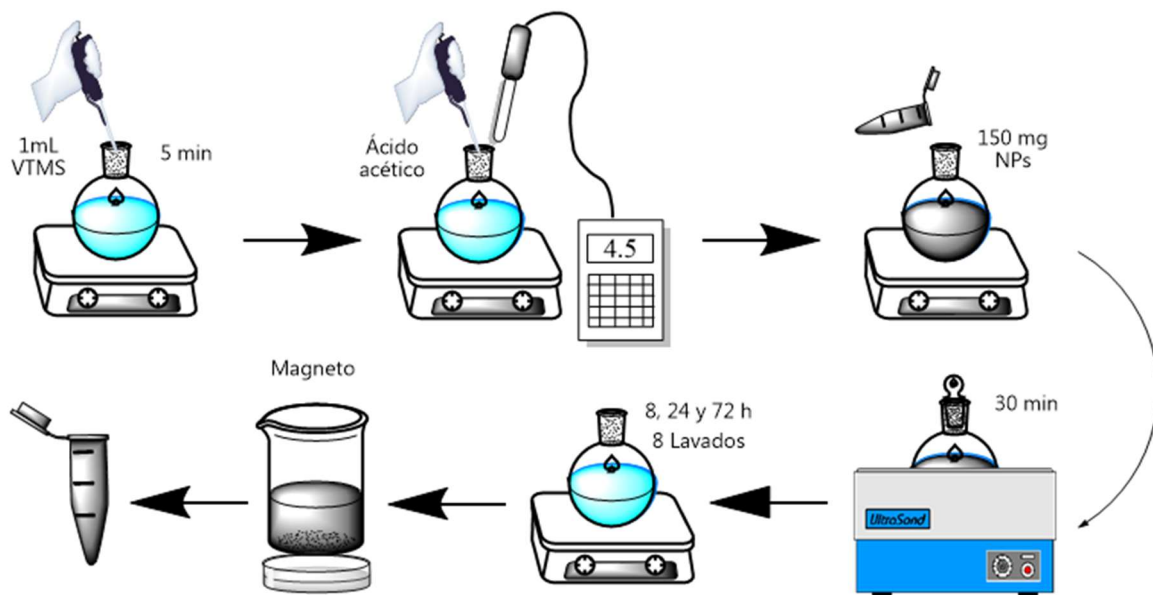 1mL
VTMS
5 min
Ácido
acético
4.5
150 mg
NPs
Magneto
8, 24 y 72 h
8 Lavados
30 min
UltraSond